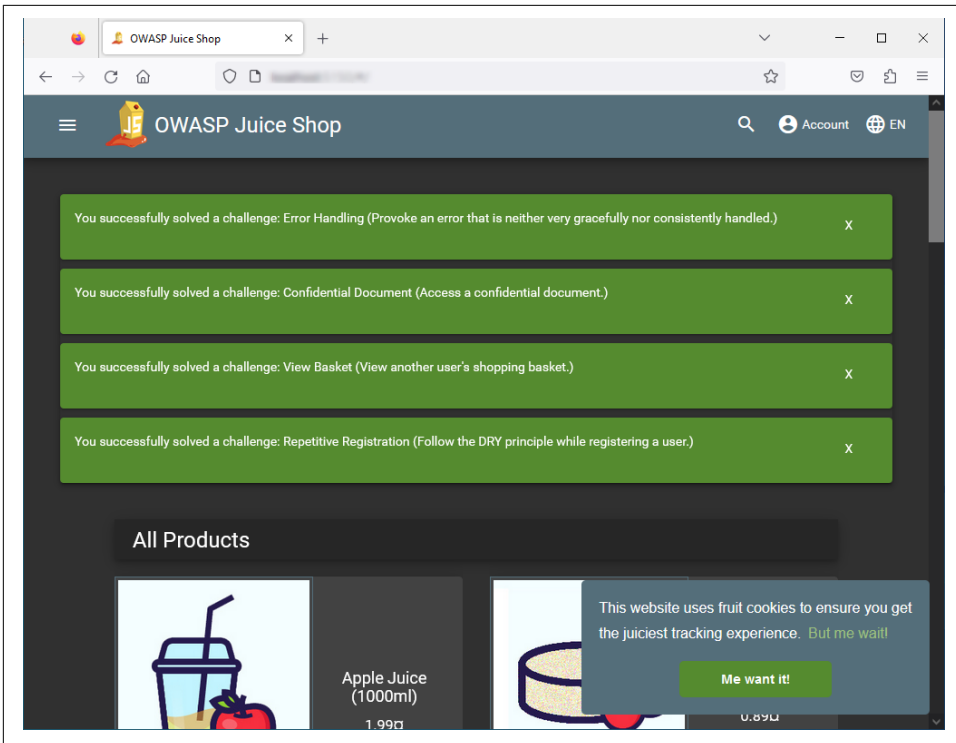 OWASP Juice Shop
JS
OWASP Juice Shop
Account
EN
You successfully solved a challenge: Error Handling (Provoke an error that is neither very gracefully nor consistently handled.)
X
You successfully solved a challenge: Confidential Document (Access a confidential document.)
X
You successfully solved a challenge: View Basket (View another user's shopping basket.)
X
You successfully solved a challenge: Repetitive Registration (Follow the DRY principle while registering a user.)
X
All Products
Apple Juice
(1000ml)
1.99¤
0.89¤
This website uses fruit cookies to ensure you get
the juiciest tracking experience. But me wait!
Me want it!